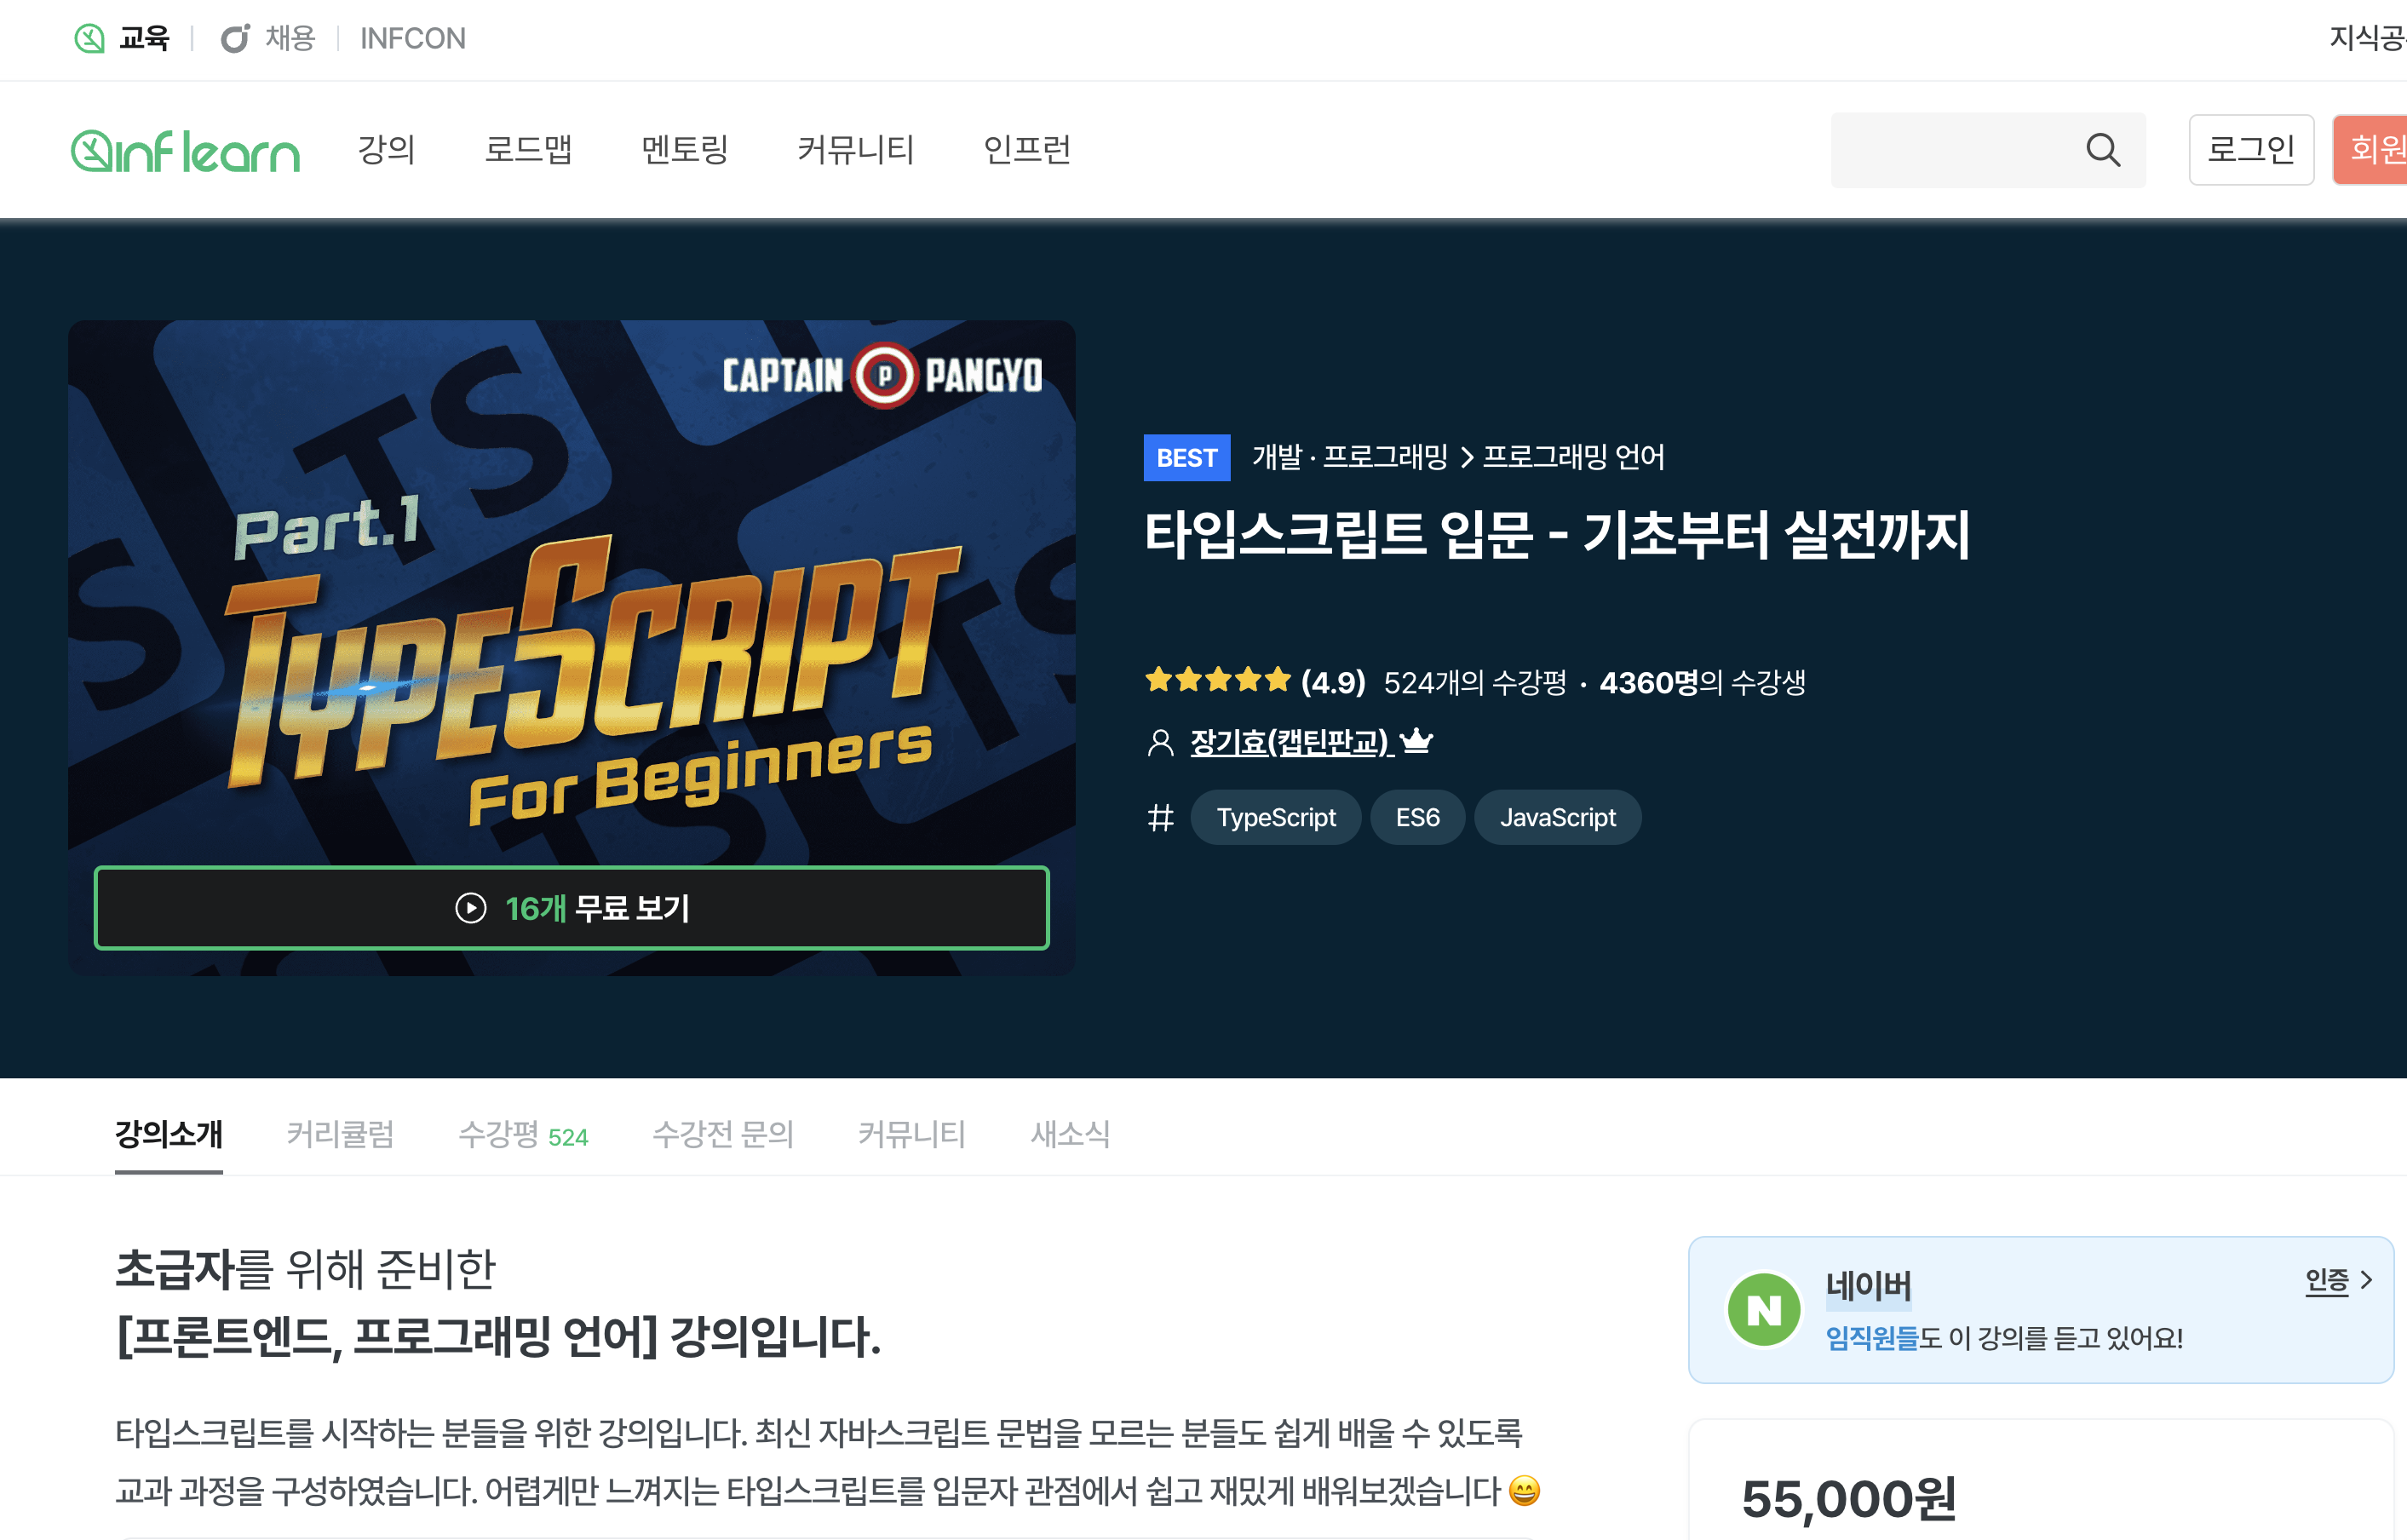 교육 채용 INFCON 지식공
inflearn 강의 로드맵 멘토링 커뮤니티 인프런 로그인 회원
CAPTAIN P PANGYO
Part.1
TYPESCRIPT
For Beginners
16개 무료 보기
BEST 개발 · 프로그래밍 > 프로그래밍 언어
타입스크립트 입문 - 기초부터 실전까지
(4.9) 524개의 수강평 · 4360명의 수강생
장기효(캡틴판교)
# TypeScript ES6 JavaScript
강의소개 커리큘럼 수강평 524 수강전 문의 커뮤니티 새소식
초급자를 위해 준비한
[프론트엔드, 프로그래밍 언어] 강의입니다.
타입스크립트를 시작하는 분들을 위한 강의입니다. 최신 자바스크립트 문법을 모르는 분들도 쉽게 배울 수 있도록
교과 과정을 구성하였습니다. 어렵게만 느껴지는 타입스크립트를 입문자 관점에서 쉽고 재밌게 배워보겠습니다 😄
N 네이버 인증 >
임직원들도 이 강의를 듣고 있어요!
55,000원